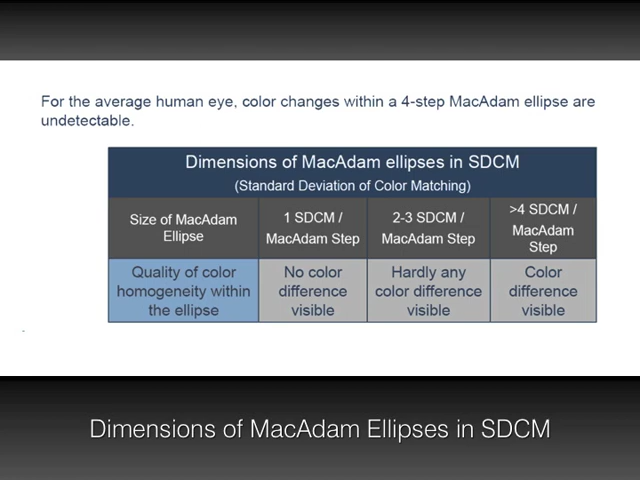 For the average human eye, color changes within a 4-step MacAdam ellipse are
undetectable.
Dimensions of MacAdam ellipses in SDCM
(Standard Deviation of Color Matching)
Size of MacAdam
Ellipse
1 SDCM /
MacAdam Step
2-3 SDCM /
MacAdam Step
>4 SDCM /
MacAdam
Step
Quality of color
homogeneity within
the ellipse
No color
difference
visible
Hardly any
color difference
visible
Color
difference
visible
Dimensions of MacAdam Ellipses in SDCM